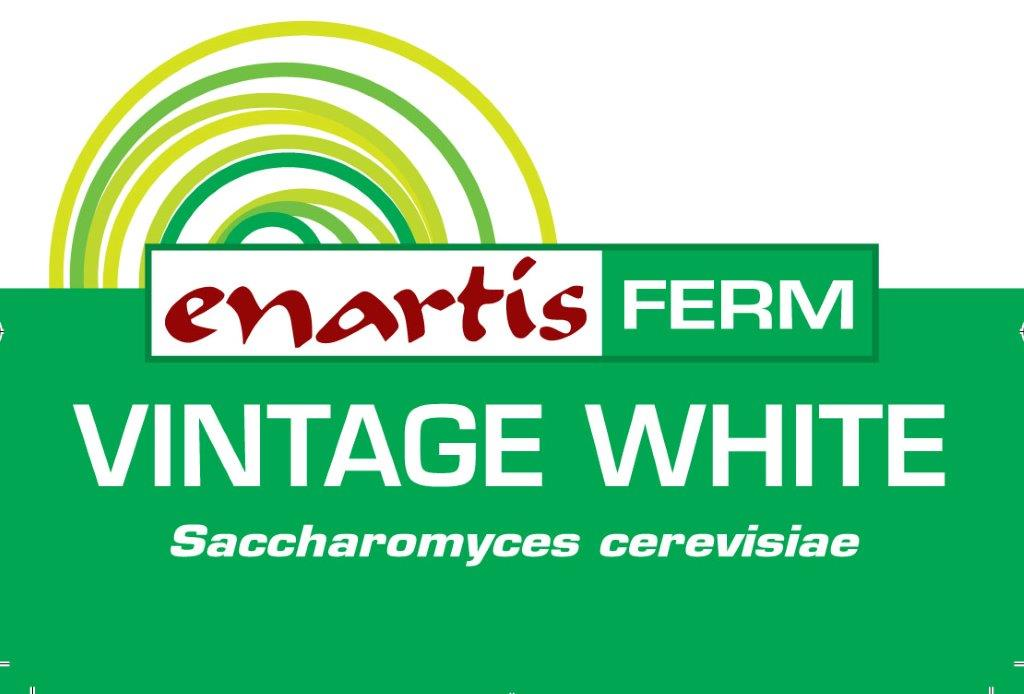 enartis FERM
VINTAGE WHITE
Saccharomyces cerevisiae